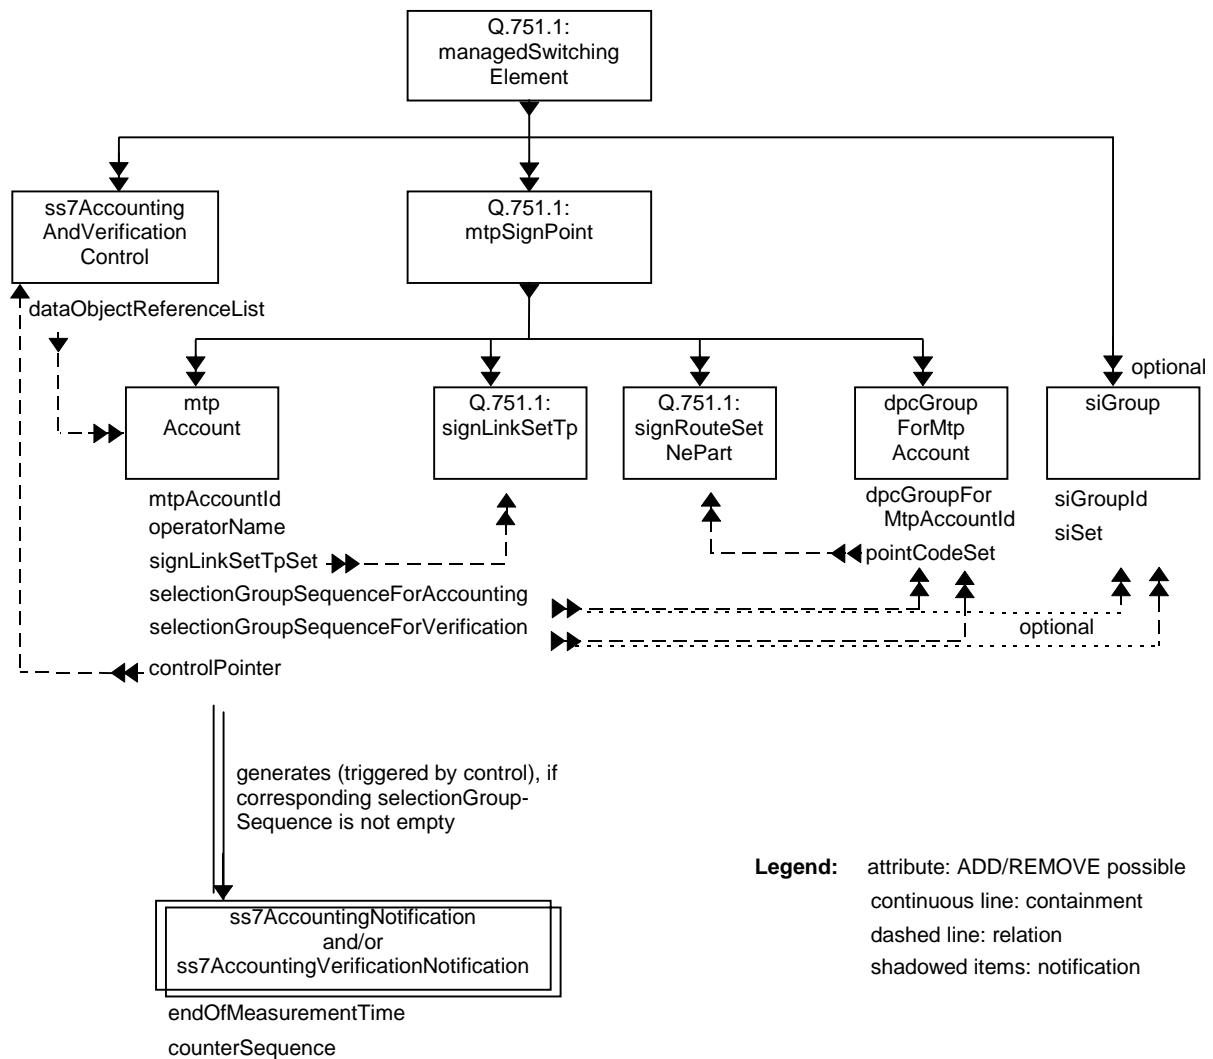 Q.751.1:
managedSwitching
Element
ss7Accounting
AndVerification
Control
Q.751.1:
mtpSignPoint
dataObjectReferenceList
optional
mtp
Account
Q.751.1:
signLinkSetTp
Q.751.1:
signRouteSet
NePart
dpcGroup
ForMtp
Account
siGroup
mtpAccountId
operatorName
signLinkSetTpSet
selectionGroupSequenceForAccounting
selectionGroupSequenceForVerification
controlPointer
dpcGroupFor
MtpAccountId
pointCodeSet
siGroupId
siSet
optional
generates (triggered by control), if
corresponding selectionGroup-
Sequence is not empty
ss7AccountingNotification
and/or
ss7AccountingVerificationNotification
endOfMeasurementTime
counterSequence
Legend: attribute: ADD/REMOVE possible
continuous line: containment
dashed line: relation
shadowed items: notification